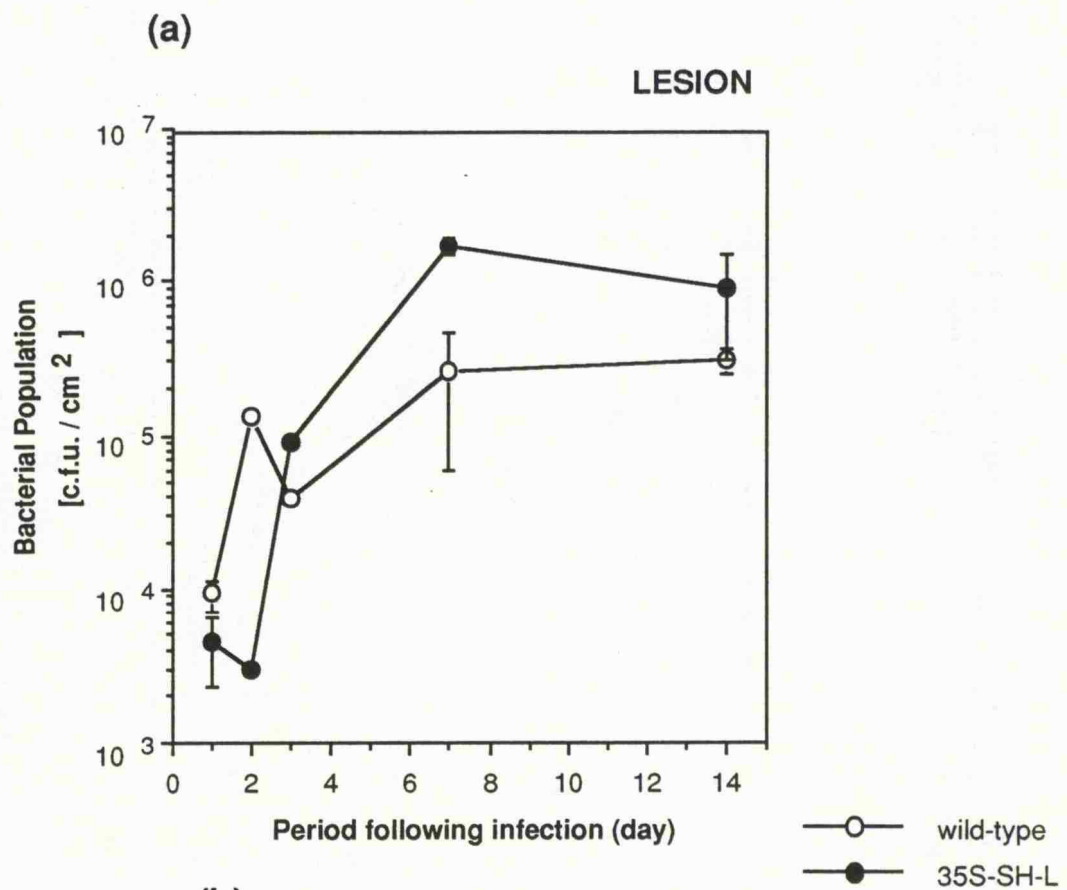 (a)
LESION
10 7
10 6
10 5
10 4
10 3
Bacterial Population
[c.f.u. / cm 2 ]
0 2 4 6 8 10 12 14
Period following infection (day)
wild-type
35S-SH-L